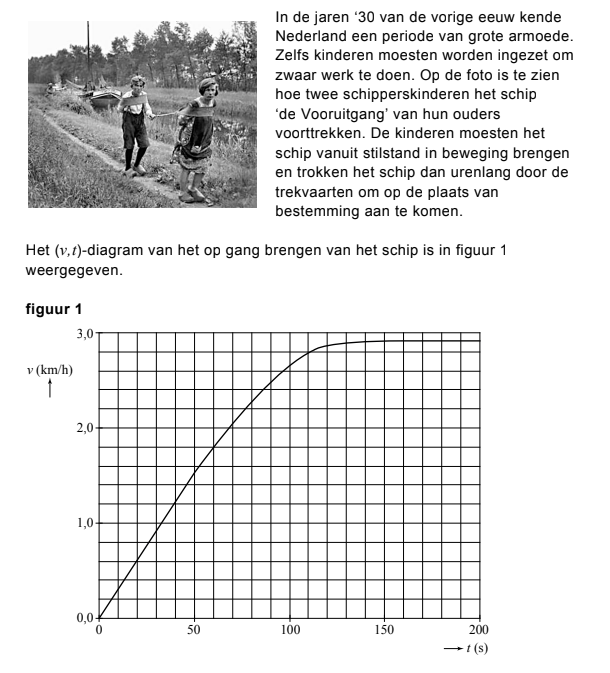 In de jaren ‘30 van de vorige eeuw kende
Nederland een periode van grote armoede.
Zelfs kinderen moesten worden ingezet om
zwaar werk te doen. Op de foto is te zien
hoe twee schipperskinderen het schip
‘de Vooruitgang’ van hun ouders
voorttrekken. De kinderen moesten het
schip vanuit stilstand in beweging brengen
en trokken het schip dan urenlang door de
trekvaarten om op de plaats van
bestemming aan te komen.
Het (v,t)-diagram van het op gang brengen van het schip is in figuur 1
weergegeven.
figuur 1
3,0
v (km/h)
2,0
1,0
0,0
0 50 100 150 200
t (s)